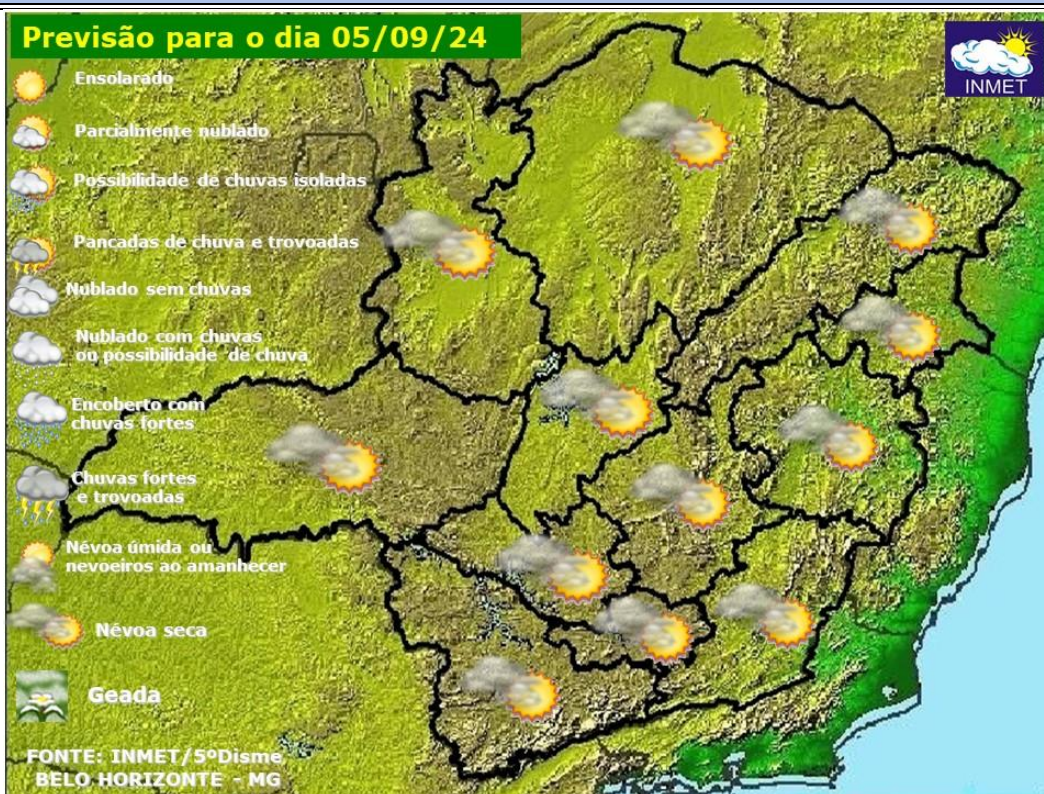 Previsão para o dia 05/09/24
INMET
Ensolarado
Parcialmente nublado
Possibilidade de chuvas isoladas
Pancadas de chuva e trovoadas
Nublado sem chuvas
Nublado com chuvas
ou possibilidade de chuva
Encoberto com
chuvas fortes
Chuvas fortes
e trovoadas
Névoa úmida ou
nevoeiros ao amanhecer
Névoa seca
Geada
FONTE: INMET/5ºDisme
BELO HORIZONTE - MG